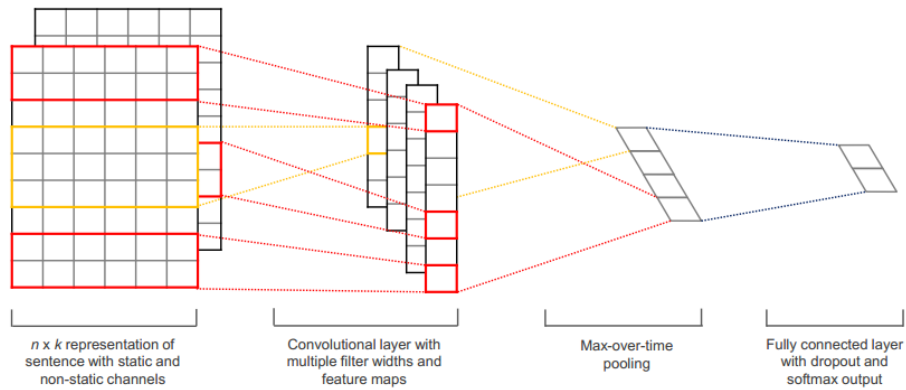 n x k representation of
sentence with static and
non-static channels
Convolutional layer with
multiple filter widths and
feature maps
Max-over-time
pooling
Fully connected layer
with dropout and
softmax output